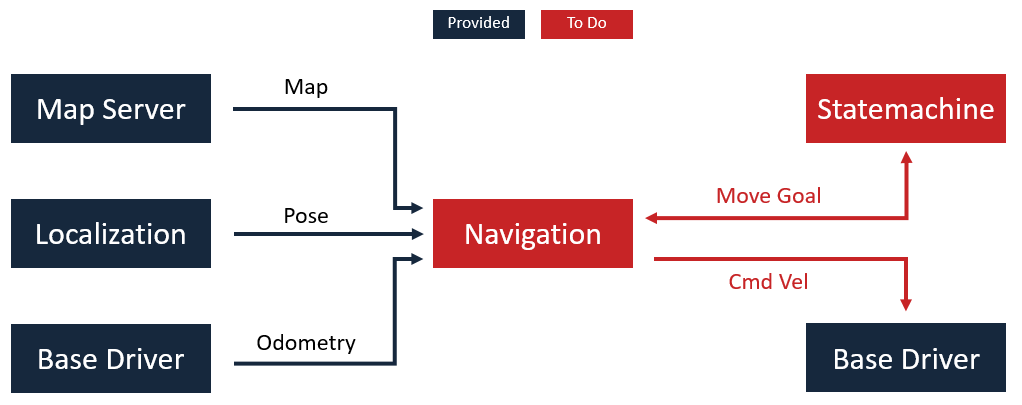 Provided
To Do
Map Server
Map
Statemachine
Localization
Pose
Navigation
Move Goal
Cmd Vel
Base Driver
Odometry
Base Driver